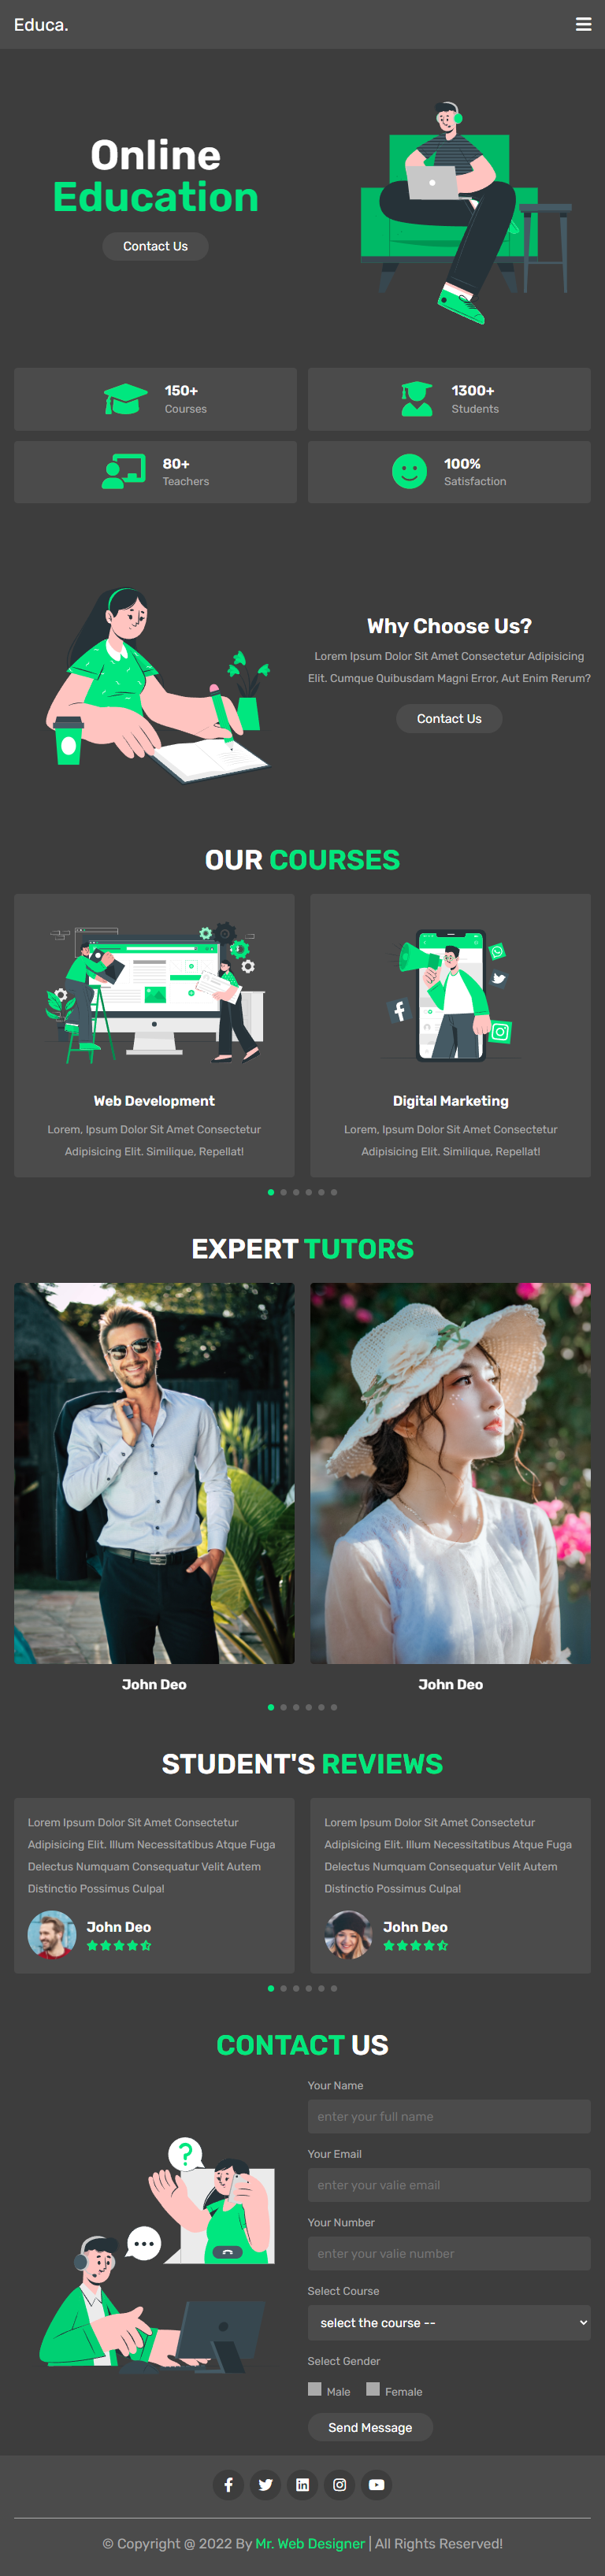 Educa.
Online
Education
Contact Us
150+
Courses
1300+
Students
80+
Teachers
100%
Satisfaction
Why Choose Us?
Lorem Ipsum Dolor Sit Amet Consectetur Adipisicing
Elit. Cumque Quibusdam Magni Error, Aut Enim Rerum?
Contact Us
OUR COURSES
Web Development
Lorem, Ipsum Dolor Sit Amet Consectetur
Adipisicing Elit. Similique, Repellat!
Digital Marketing
Lorem, Ipsum Dolor Sit Amet Consectetur
Adipisicing Elit. Similique, Repellat!
EXPERT TUTORS
John Deo
John Deo
STUDENT'S REVIEWS
Lorem Ipsum Dolor Sit Amet Consectetur
Adipisicing Elit. Illum Necessitatibus Atque Fuga
Delectus Numquam Consequatur Velit Autem
Distinctio Possimus Culpa!
John Deo
Lorem Ipsum Dolor Sit Amet Consectetur
Adipisicing Elit. Illum Necessitatibus Atque Fuga
Delectus Numquam Consequatur Velit Autem
Distinctio Possimus Culpa!
John Deo
CONTACT US
Your Name
enter your full name
Your Email
enter your valie email
Your Number
enter your valie number
Select Course
select the course --
Select Gender
Male
Female
Send Message
© Copyright @ 2022 By Mr. Web Designer | All Rights Reserved!